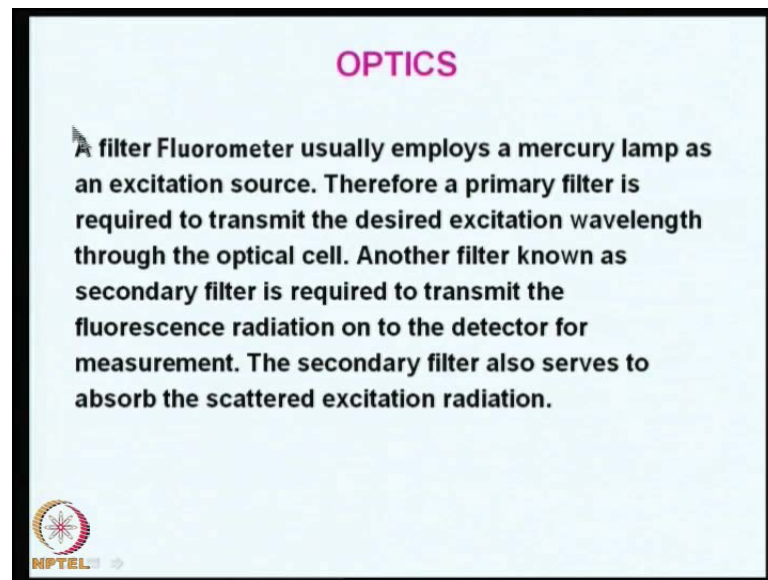 OPTICS
A filter Fluorometer usually employs a mercury lamp as
an excitation source. Therefore a primary filter is
required to transmit the desired excitation wavelength
through the optical cell. Another filter known as
secondary filter is required to transmit the
fluorescence radiation on to the detector for
measurement. The secondary filter also serves to
absorb the scattered excitation radiation.
NPTEL